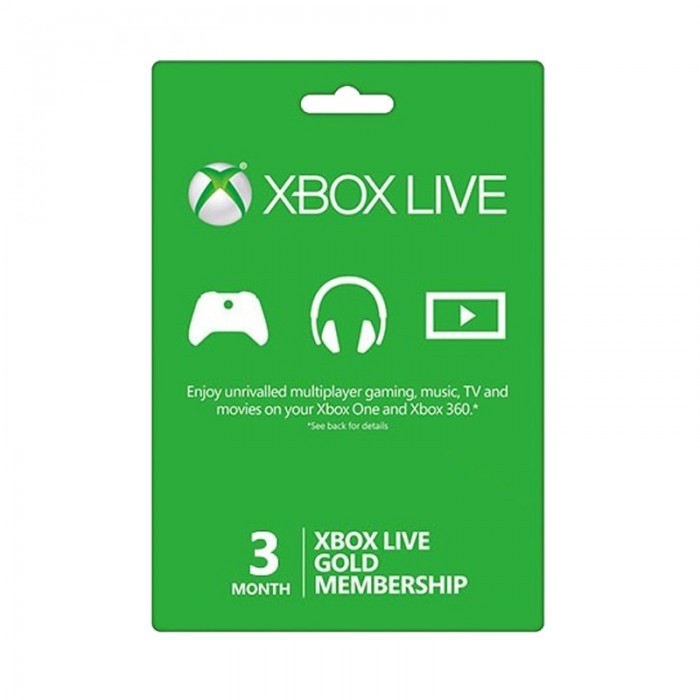 XBOX LIVE
Enjoy unrivalled multiplayer gaming, music, TV and
movies on your Xbox One and Xbox 360.*
*See back for details
3
MONTH
XBOX LIVE
GOLD
MEMBERSHIP